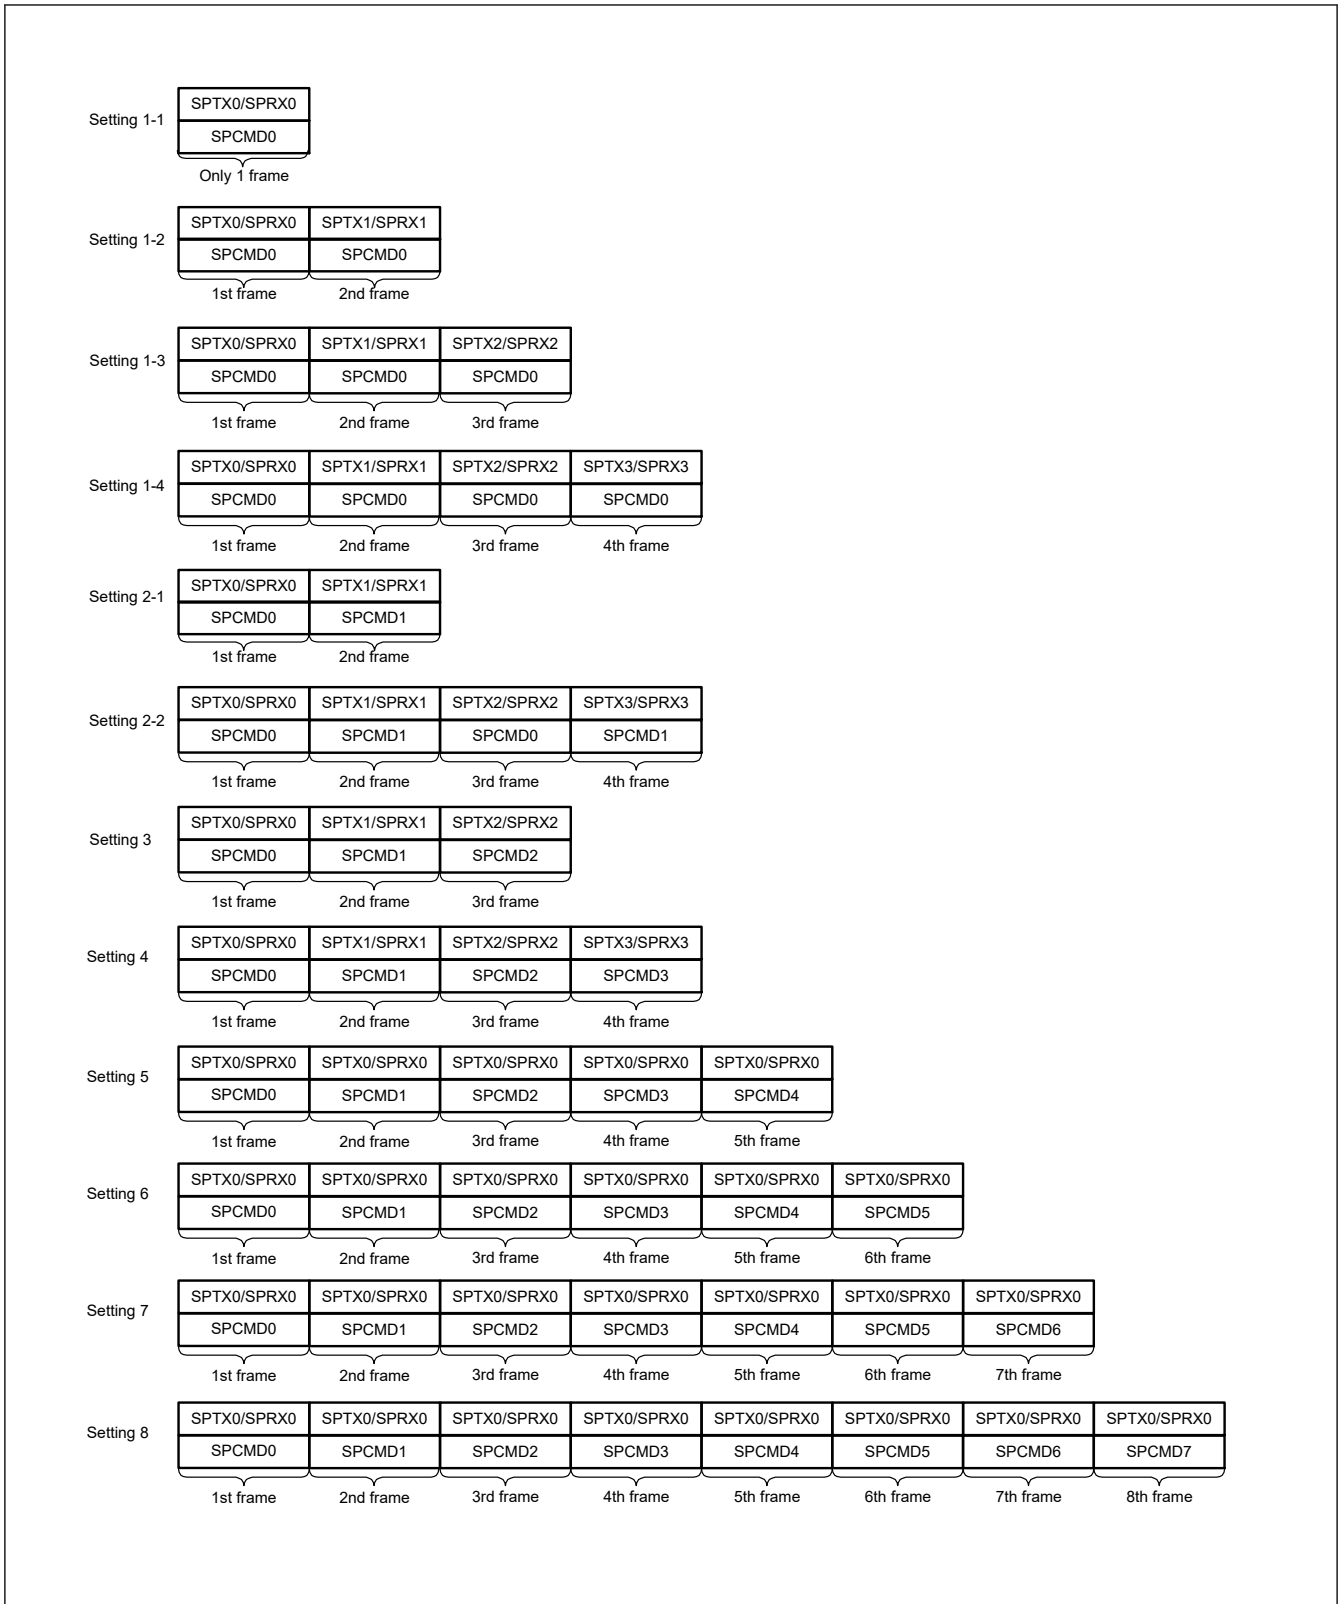 SPTX0/SPRX0
Setting 1-1
SPCMD0
Only 1 frame
SPTX0/SPRX0 SPTX1/SPRX1
Setting 1-2
SPCMD0 SPCMD0
1st frame 2nd frame
SPTX0/SPRX0 SPTX1/SPRX1 SPTX2/SPRX2
Setting 1-3
SPCMD0 SPCMD0 SPCMD0
1st frame 2nd frame 3rd frame
SPTX0/SPRX0 SPTX1/SPRX1 SPTX2/SPRX2 SPTX3/SPRX3
Setting 1-4
SPCMD0 SPCMD0 SPCMD0 SPCMD0
1st frame 2nd frame 3rd frame 4th frame
SPTX0/SPRX0 SPTX1/SPRX1
Setting 2-1
SPCMD0 SPCMD1
1st frame 2nd frame
SPTX0/SPRX0 SPTX1/SPRX1 SPTX2/SPRX2 SPTX3/SPRX3
Setting 2-2
SPCMD0 SPCMD1 SPCMD0 SPCMD1
1st frame 2nd frame 3rd frame 4th frame
SPTX0/SPRX0 SPTX1/SPRX1 SPTX2/SPRX2
Setting 3
SPCMD0 SPCMD1 SPCMD2
1st frame 2nd frame 3rd frame
SPTX0/SPRX0 SPTX1/SPRX1 SPTX2/SPRX2 SPTX3/SPRX3
Setting 4
SPCMD0 SPCMD1 SPCMD2 SPCMD3
1st frame 2nd frame 3rd frame 4th frame
SPTX0/SPRX0 SPTX0/SPRX0 SPTX0/SPRX0 SPTX0/SPRX0 SPTX0/SPRX0
Setting 5
SPCMD0 SPCMD1 SPCMD2 SPCMD3 SPCMD4
1st frame 2nd frame 3rd frame 4th frame 5th frame
SPTX0/SPRX0 SPTX0/SPRX0 SPTX0/SPRX0 SPTX0/SPRX0 SPTX0/SPRX0 SPTX0/SPRX0
Setting 6
SPCMD0 SPCMD1 SPCMD2 SPCMD3 SPCMD4 SPCMD5
1st frame 2nd frame 3rd frame 4th frame 5th frame 6th frame
SPTX0/SPRX0 SPTX0/SPRX0 SPTX0/SPRX0 SPTX0/SPRX0 SPTX0/SPRX0 SPTX0/SPRX0 SPTX0/SPRX0
Setting 7
SPCMD0 SPCMD1 SPCMD2 SPCMD3 SPCMD4 SPCMD5 SPCMD6
1st frame 2nd frame 3rd frame 4th frame 5th frame 6th frame 7th frame
SPTX0/SPRX0 SPTX0/SPRX0 SPTX0/SPRX0 SPTX0/SPRX0 SPTX0/SPRX0 SPTX0/SPRX0 SPTX0/SPRX0 SPTX0/SPRX0
Setting 8
SPCMD0 SPCMD1 SPCMD2 SPCMD3 SPCMD4 SPCMD5 SPCMD6 SPCMD7
1st frame 2nd frame 3rd frame 4th frame 5th frame 6th frame 7th frame 8th frame